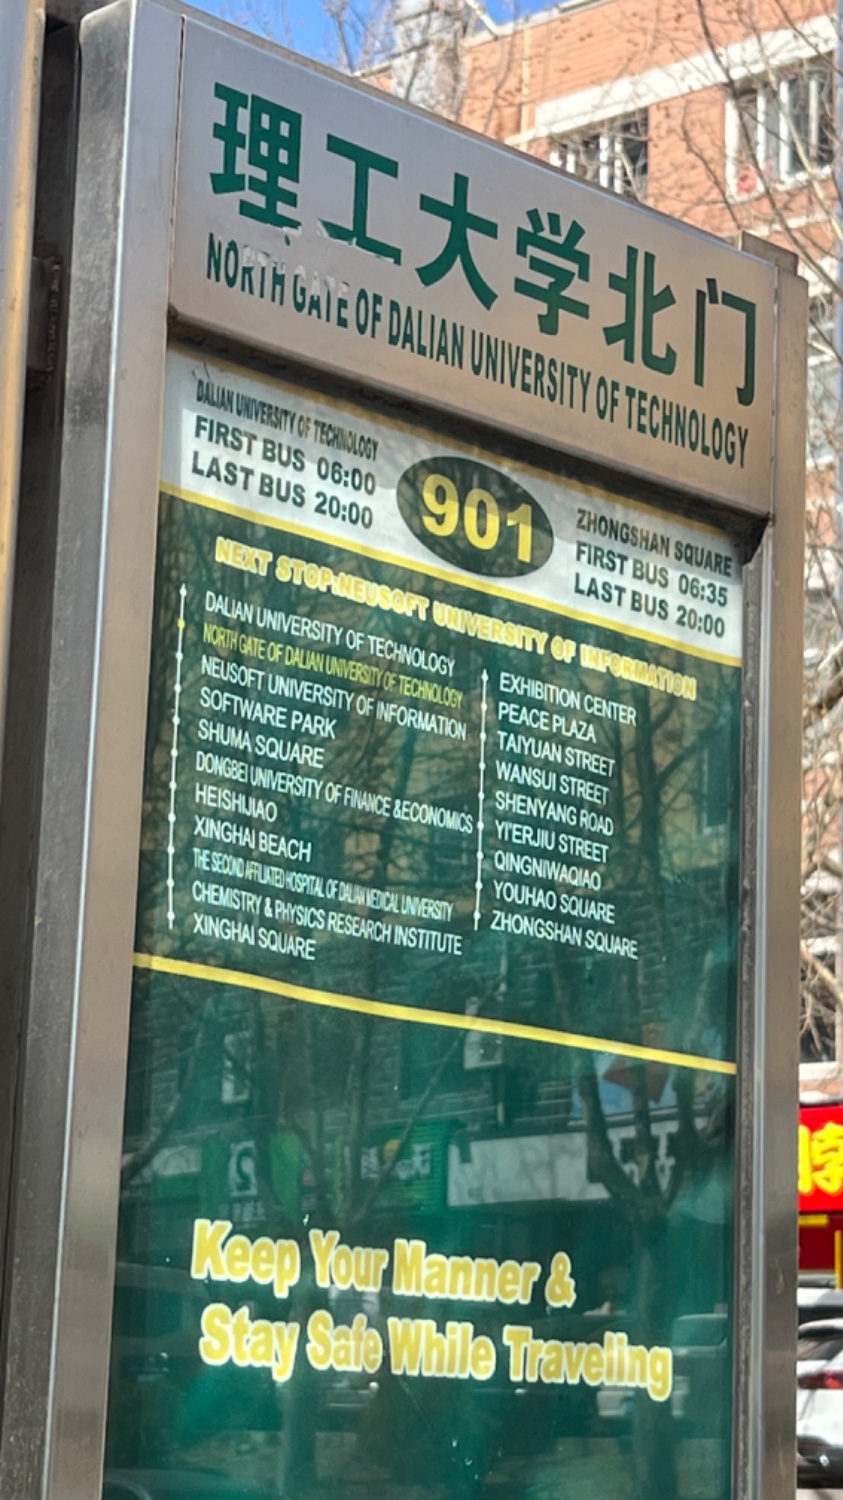 理工大学北门
NORTH GATE OF DALIAN UNIVERSITY OF TECHNOLOGY
DALIAN UNIVERSITY OF TECHNOLOGY
FIRST BUS 06:00
LAST BUS 20:00
901
ZHONGSHAN SQUARE
FIRST BUS 06:35
LAST BUS 20:00
NEXT STOP:NEUSOFT UNIVERSITY OF INFORMATION
DALIAN UNIVERSITY OF TECHNOLOGY
NORTH GATE OF DALIAN UNIVERSITY OF TECHNOLOGY
NEUSOFT UNIVERSITY OF INFORMATION
SOFTWARE PARK
SHUMA SQUARE
DONGBEI UNIVERSITY OF FINANCE &ECONOMICS
HEISHIJIAO
XINGHAI BEACH
THE SECOND AFFILIATED HOSPITAL OF DALIAN MEDICAL UNIVERSITY
CHEMISTRY & PHYSICS RESEARCH INSTITUTE
XINGHAI SQUARE
EXHIBITION CENTER
PEACE PLAZA
TAIYUAN STREET
WANSUI STREET
SHENYANG ROAD
YI'ERJIU STREET
QINGNIWAQIAO
YOUHAO SQUARE
ZHONGSHAN SQUARE
Keep Your Manner &
Stay Safe While Traveling